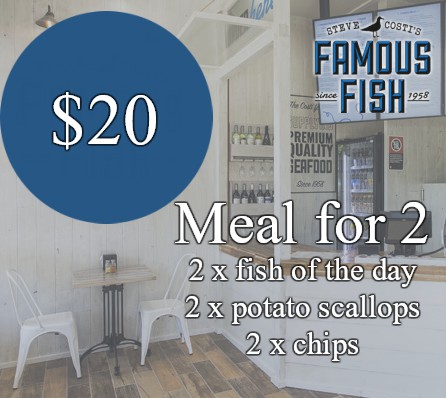 STEVE COSTI'S
FAMOUS
FISH
since 1958
$20
PREMIUM
QUALITY
SEAFOOD
Since 1958
Meal for 2
2 x fish of the day
2 x potato scallops
2 x chips